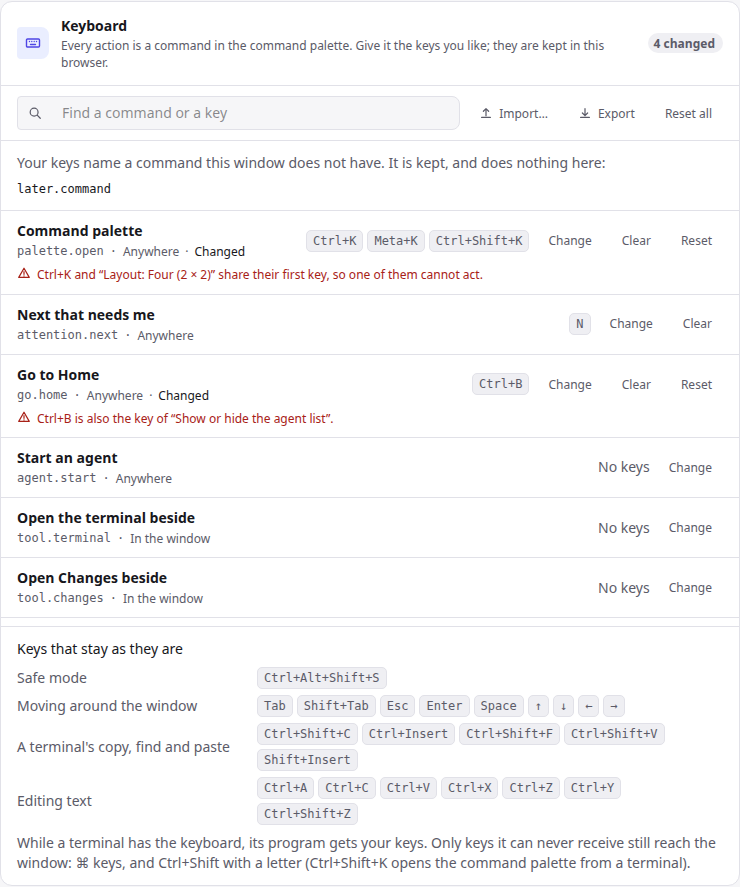 Keyboard
Every action is a command in the command palette. Give it the keys you like; they are kept in this
browser.
4 changed
Find a command or a key
Import...
Export
Reset all
Your keys name a command this window does not have. It is kept, and does nothing here:
later.command
Command palette
palette.open · Anywhere · Changed
Ctrl+K Meta+K Ctrl+Shift+K Change Clear Reset
Ctrl+K and “Layout: Four (2 × 2)” share their first key, so one of them cannot act.
Next that needs me
attention.next · Anywhere
N Change Clear
Go to Home
go.home · Anywhere · Changed
Ctrl+B Change Clear Reset
Ctrl+B is also the key of “Show or hide the agent list”.
Start an agent
agent.start · Anywhere
No keys Change
Open the terminal beside
tool.terminal · In the window
No keys Change
Open Changes beside
tool.changes · In the window
No keys Change
Keys that stay as they are
Safe mode Ctrl+Alt+Shift+S
Moving around the window Tab Shift+Tab Esc Enter Space ↑ ↓ ← →
A terminal's copy, find and paste Ctrl+Shift+C Ctrl+Insert Ctrl+Shift+F Ctrl+Shift+V
Shift+Insert
Editing text Ctrl+A Ctrl+C Ctrl+V Ctrl+X Ctrl+Z Ctrl+Y
Ctrl+Shift+Z
While a terminal has the keyboard, its program gets your keys. Only keys it can never receive still reach the
window: ⌘ keys, and Ctrl+Shift with a letter (Ctrl+Shift+K opens the command palette from a terminal).